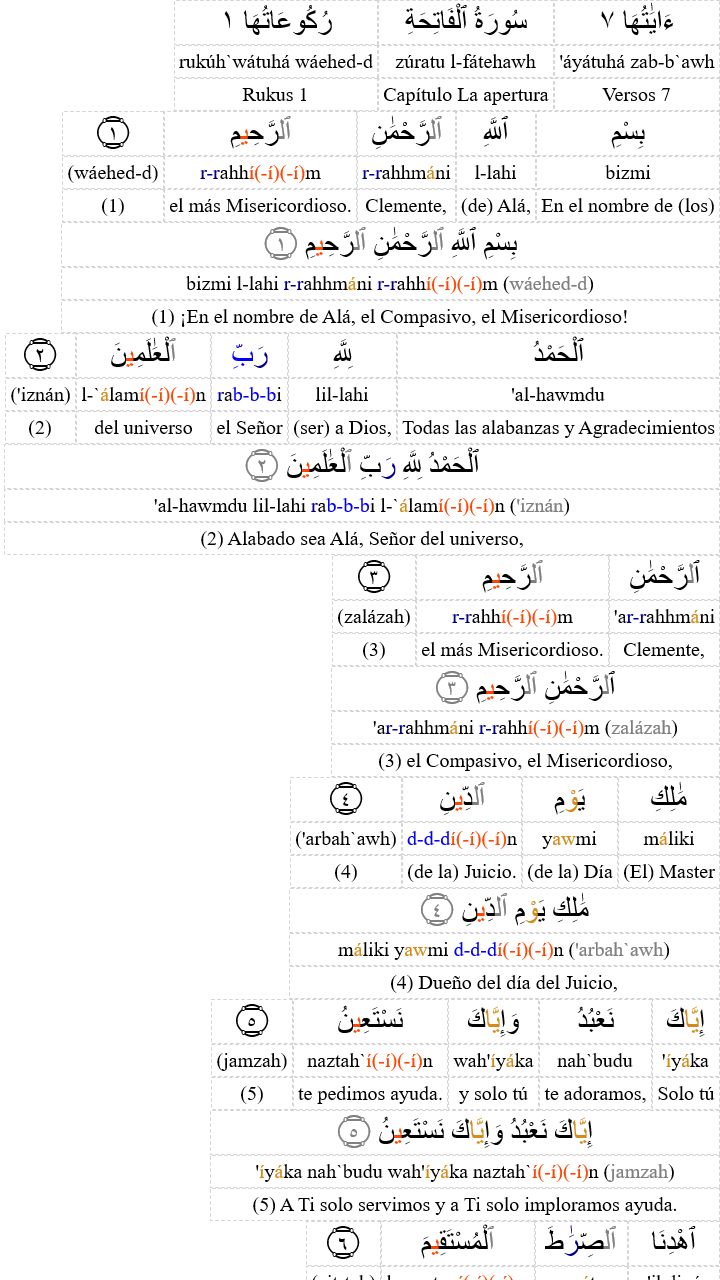 ءَايَٰتُهَا ٧ سُورَةُ ٱلْفَاتِحَةِ رُكُوعَاتُهَا ١
'áyátuhá zab-b`awh zúratu l-fátehawh rukúh`wátuhá wáehed-d
Versos 7 Capítulo La apertura Rukus 1
بِسْمِ ٱللَّهِ ٱلرَّحْمَٰنِ ٱلرَّحِيمِ ١
bizmi l-lahi r-rahhmáni r-rahhí(-í)(-í)m (wáehed-d)
En el nombre de (los) (de) Alá, Clemente, el más Misericordioso. (1)
بِسْمِ ٱللَّهِ ٱلرَّحْمَٰنِ ٱلرَّحِيمِ ١
bizmi l-lahi r-rahhmáni r-rahhí(-í)(-í)m (wáehed-d)
(1) ¡En el nombre de Alá, el Compasivo, el Misericordioso!
ٱلْحَمْدُ لِلَّهِ رَبِّ ٱلْعَٰلَمِينَ ٢
'al-hawmdu lil-lahi rab-b-bi l-`álamí(-í)(-í)n ('iznán)
Todas las alabanzas y Agradecimientos (ser) a Dios, el Señor del universo (2)
ٱلْحَمْدُ لِلَّهِ رَبِّ ٱلْعَٰلَمِينَ ٢
'al-hawmdu lil-lahi rab-b-bi l-`álamí(-í)(-í)n ('iznán)
(2) Alabado sea Alá, Señor del universo,
ٱلرَّحْمَٰنِ ٱلرَّحِيمِ ٣
'ar-rahhmáni r-rahhí(-í)(-í)m (zalázah)
Clemente, el más Misericordioso. (3)
ٱلرَّحْمَٰنِ ٱلرَّحِيمِ ٣
'ar-rahhmáni r-rahhí(-í)(-í)m (zalázah)
(3) el Compasivo, el Misericordioso,
مَٰلِكِ يَوْمِ ٱلدِّينِ ٤
máliki yawmi d-d-dí(-í)(-í)n ('arbah`awh)
(El) Master (de la) Día (de la) Juicio. (4)
مَٰلِكِ يَوْمِ ٱلدِّينِ ٤
máliki yawmi d-d-dí(-í)(-í)n ('arbah`awh)
(4) Dueño del día del Juicio,
إِيَّاكَ نَعْبُدُ وَإِيَّاكَ نَسْتَعِينُ ٥
'íyáka nah`budu wah'íyáka naztah`í(-í)(-í)n (jamzah)
Solo tú te adoramos, y solo tú te pedimos ayuda. (5)
إِيَّاكَ نَعْبُدُ وَإِيَّاكَ نَسْتَعِينُ ٥
'íyáka nah`budu wah'íyáka naztah`í(-í)(-í)n (jamzah)
(5) A Ti solo servimos y a Ti solo imploramos ayuda.
ٱهْدِنَا ٱلصِّرَٰطَ ٱلْمُسْتَقِيمَ ٦